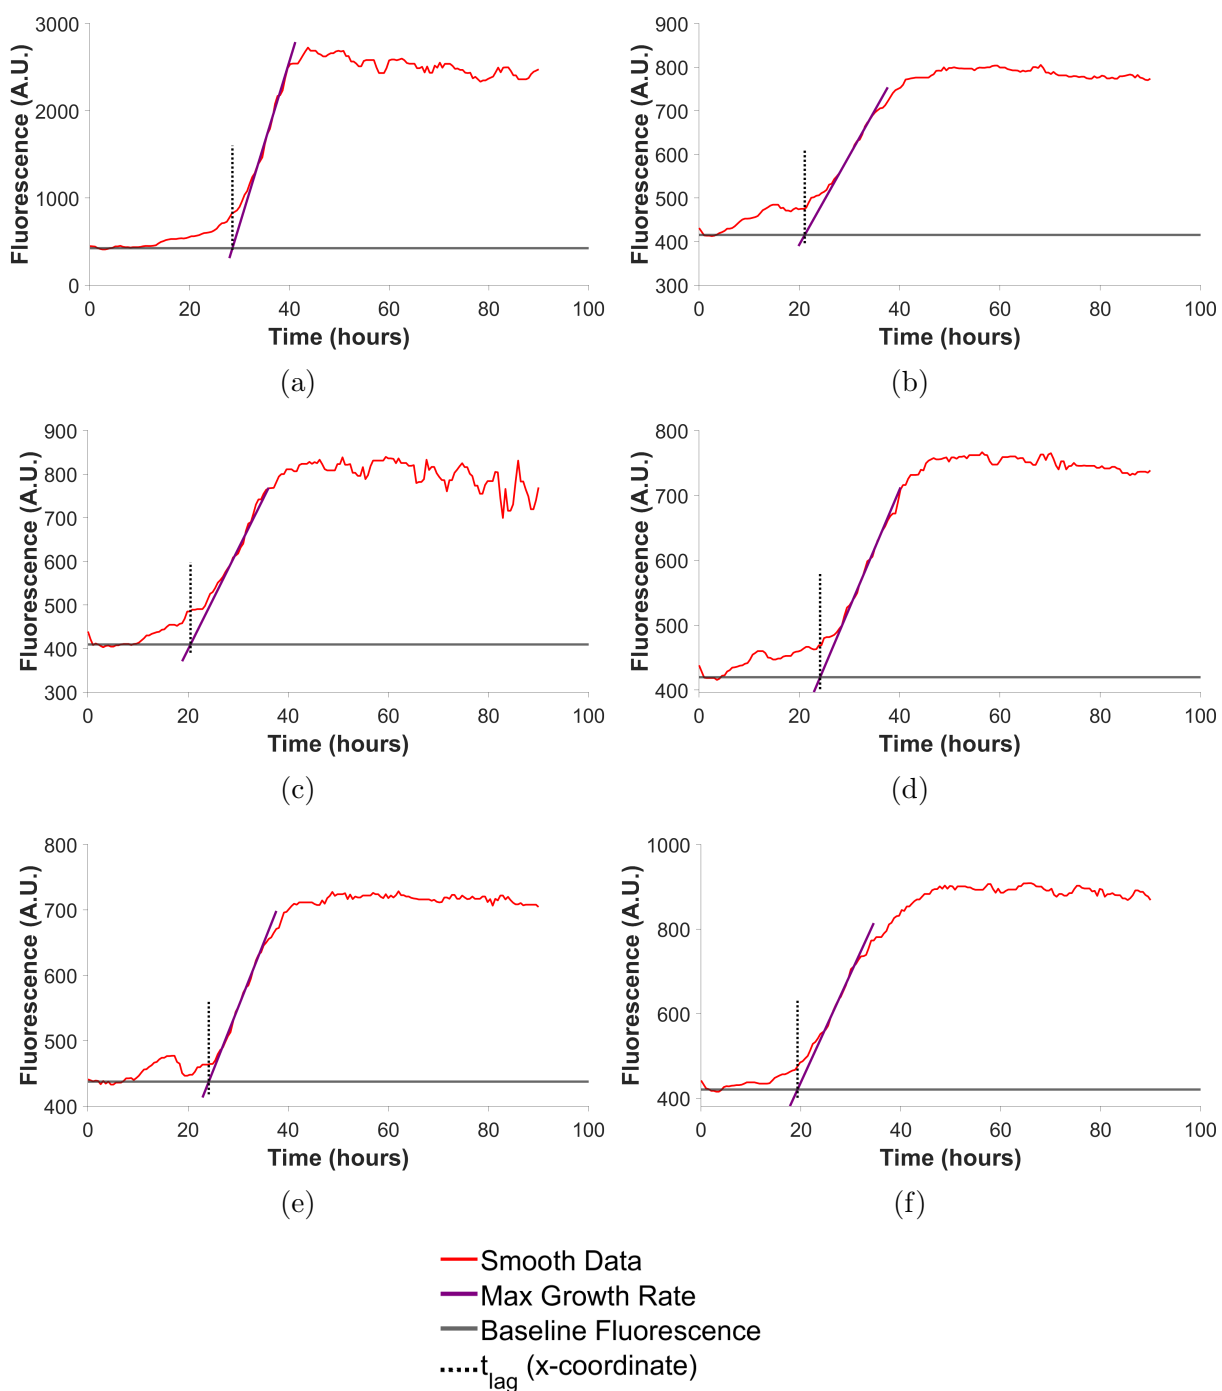 3000
2000
1000
0
Fluorescence (A.U.)
0 20 40 60 80 100
Time (hours)
(a)
900
800
700
600
500
400
300
Fluorescence (A.U.)
0 20 40 60 80 100
Time (hours)
(b)
900
800
700
600
500
400
300
Fluorescence (A.U.)
0 20 40 60 80 100
Time (hours)
(c)
800
700
600
500
400
Fluorescence (A.U.)
0 20 40 60 80 100
Time (hours)
(d)
800
700
600
500
400
Fluorescence (A.U.)
0 20 40 60 80 100
Time (hours)
(e)
1000
800
600
400
Fluorescence (A.U.)
0 20 40 60 80 100
Time (hours)
(f)
Smooth Data
Max Growth Rate
Baseline Fluorescence
t_lag (x-coordinate)